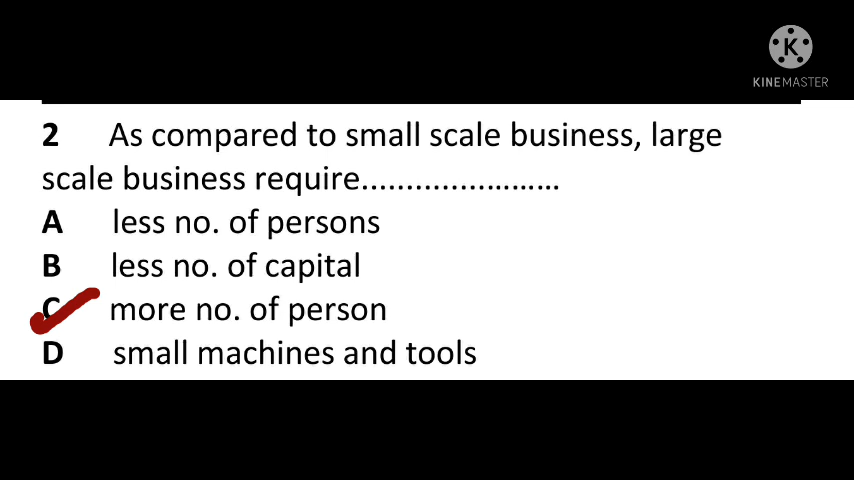 KINEMASTER
2 As compared to small scale business, large
scale business require.......................
A less no. of persons
B less no. of capital
C more no. of person
D small machines and tools